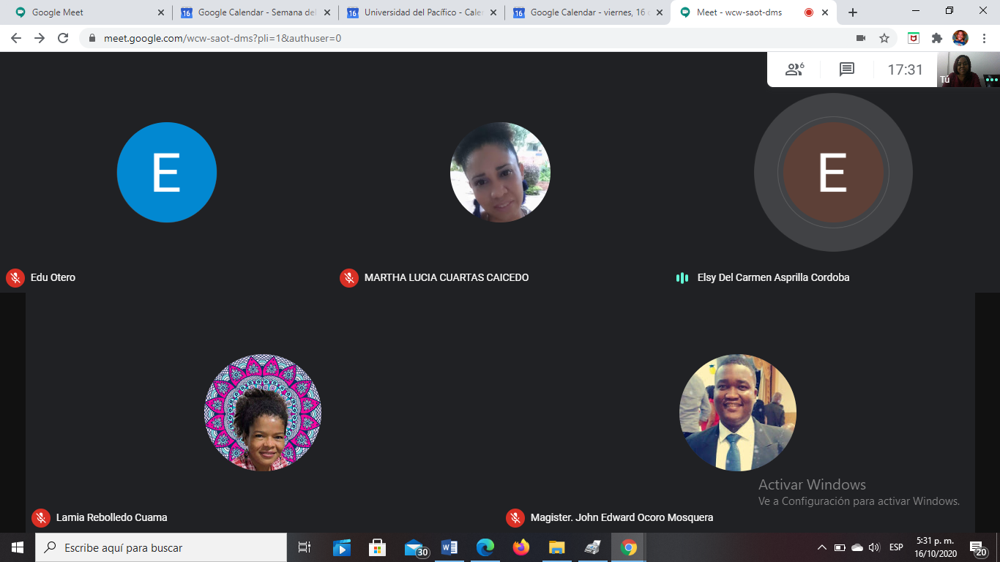 Google Meet
Google Calendar - Semana del
Universidad del Pacífico - Cale
Google Calendar - viernes, 16 d
Meet - wcw-saot-dms
meet.google.com/wcw-saot-dms?pli=1&authuser=0
6
17:31
Tú
E
E
Edu Otero
MARTHA LUCIA CUARTAS CAICEDO
Elsy Del Carmen Asprilla Cordoba
Activar Windows
Ve a Configuración para activar Windows.
Lamia Rebolledo Cuama
Magister. John Edward Ocoro Mosquera
Escribe aquí para buscar
30
ESP
5:31 p. m.
16/10/2020
20